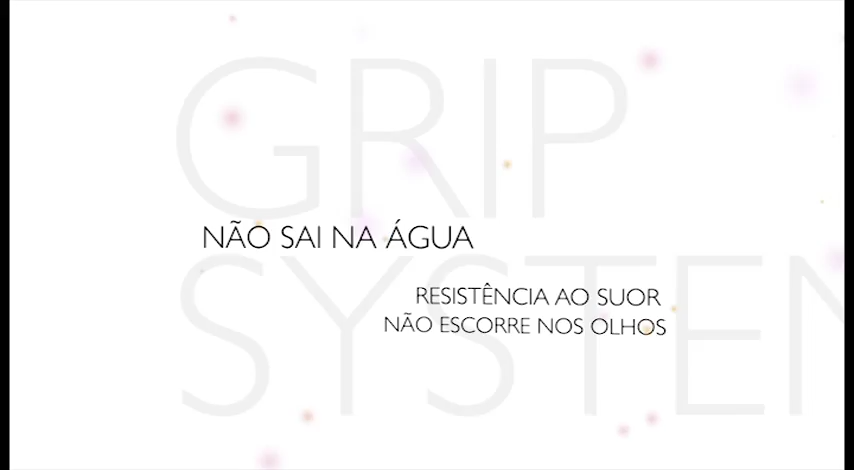 GRIP
NÃO SAI NA ÁGUA
SYSTEM
RESISTÊNCIA AO SUOR
NÃO ESCORRE NOS OLHOS